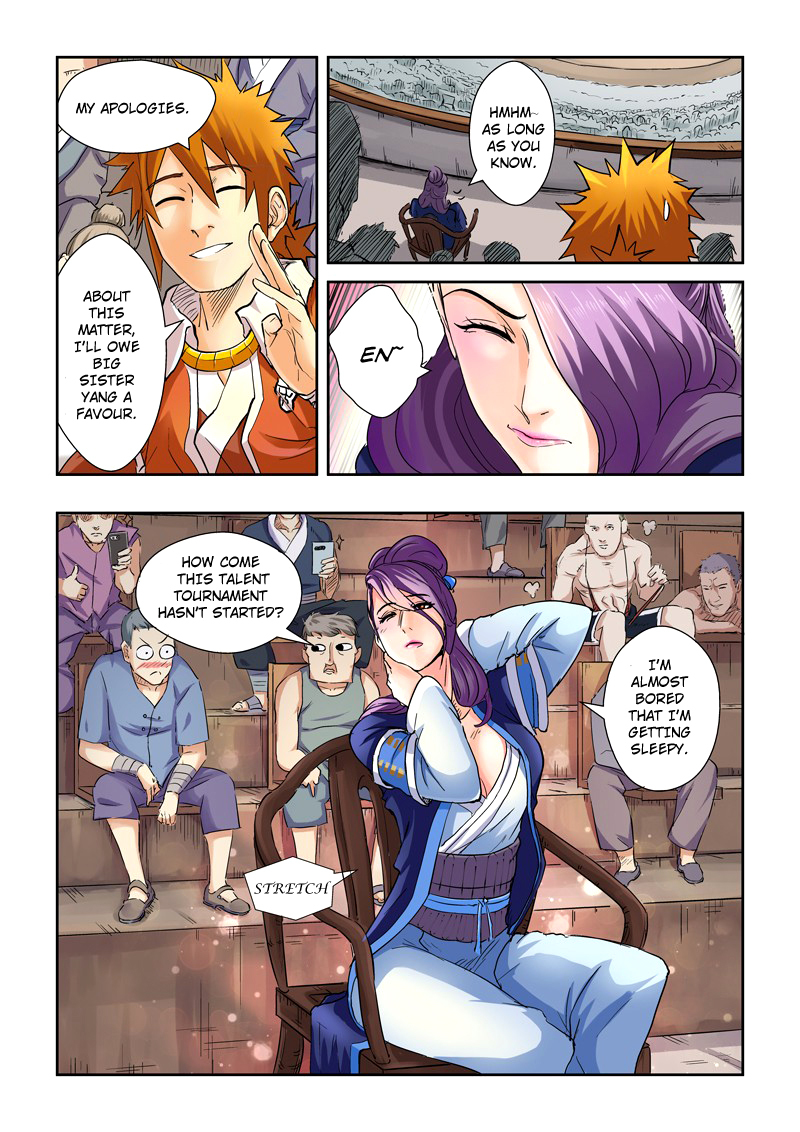 MY APOLOGIES.
ABOUT
THIS
MATTER,
I'LL OWE
BIG
SISTER
YANG A
FAVOUR.
HMHM~
AS LONG
AS YOU
KNOW.
EN~
HOW COME
THIS TALENT
TOURNAMENT
HASN'T STARTED?
I'M
ALMOST
BORED
THAT I'M
GETTING
SLEEPY.
STRETCH